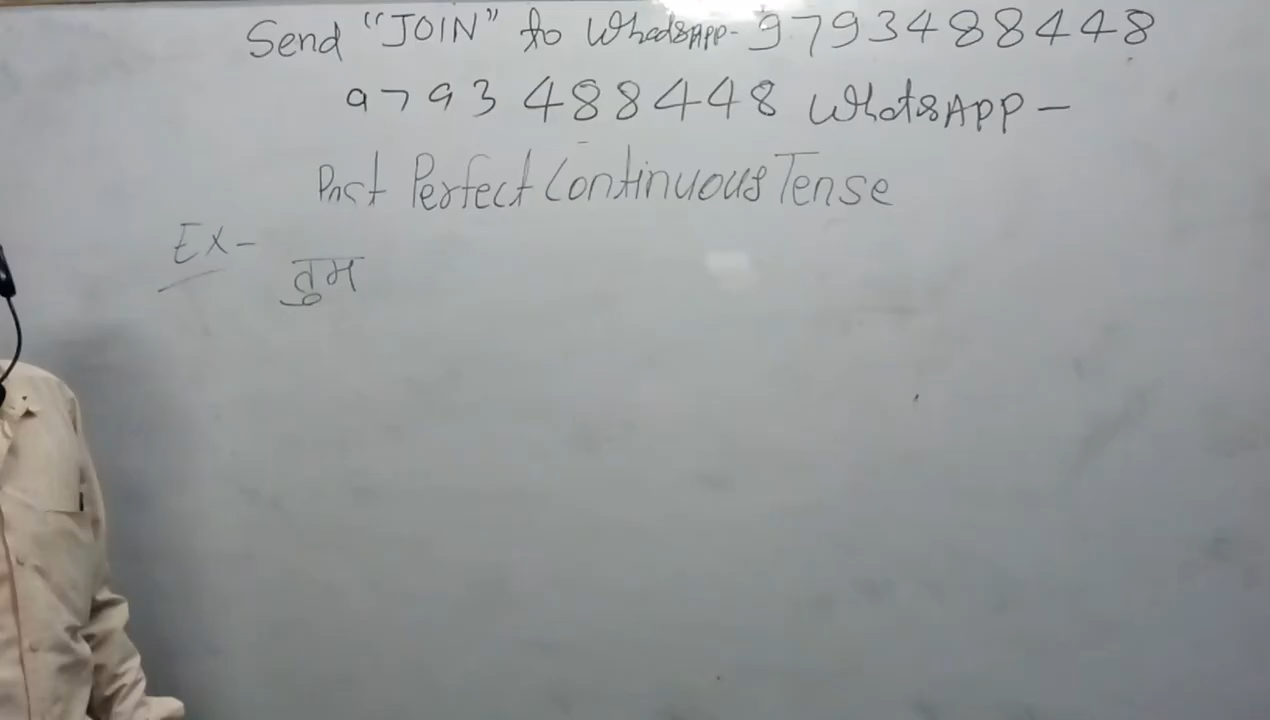 Send "JOIN" to WhatsApp- 9793488448
9793488448 WhatsApp-
Past Perfect Continuous Tense
Ex-
तुम